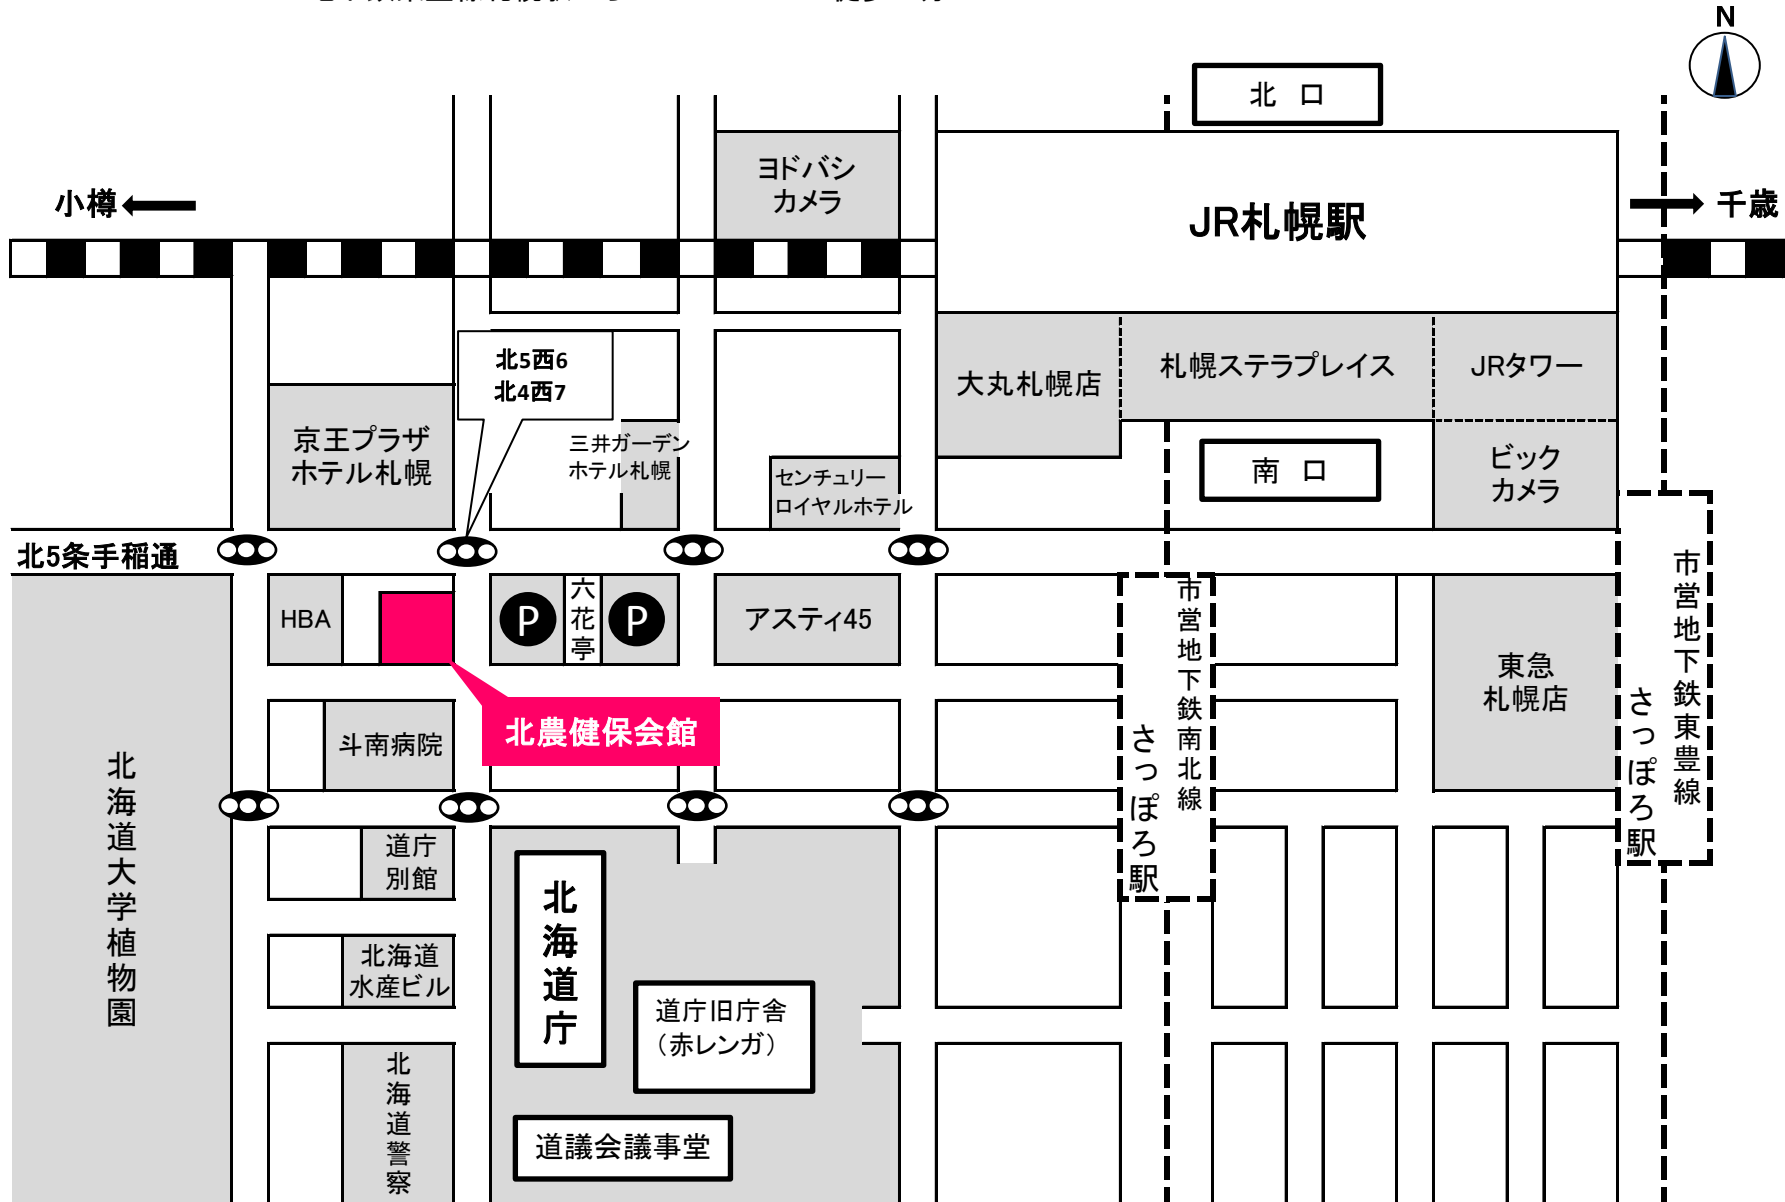 N
北 口
ヨドバシ
カメラ
小樽
JR札幌駅
千歳
北5西6
北4西7
大丸札幌店
札幌ステラプレイス
JRタワー
京王プラザ
ホテル札幌
三井ガーデン
ホテル札幌
センチュリー
ロイヤルホテル
南 口
ビック
カメラ
北5条手稲通
HBA
P
六花亭
P
アスティ45
市営地下鉄南北線
さっぽろ駅
東急
札幌店
市営地下鉄東豊線
さっぽろ駅
北農健保会館
斗南病院
北海道大学植物園
道庁
別館
北海道庁
北海道
水産ビル
道庁旧庁舎
（赤レンガ）
北海道警察
道議会議事堂